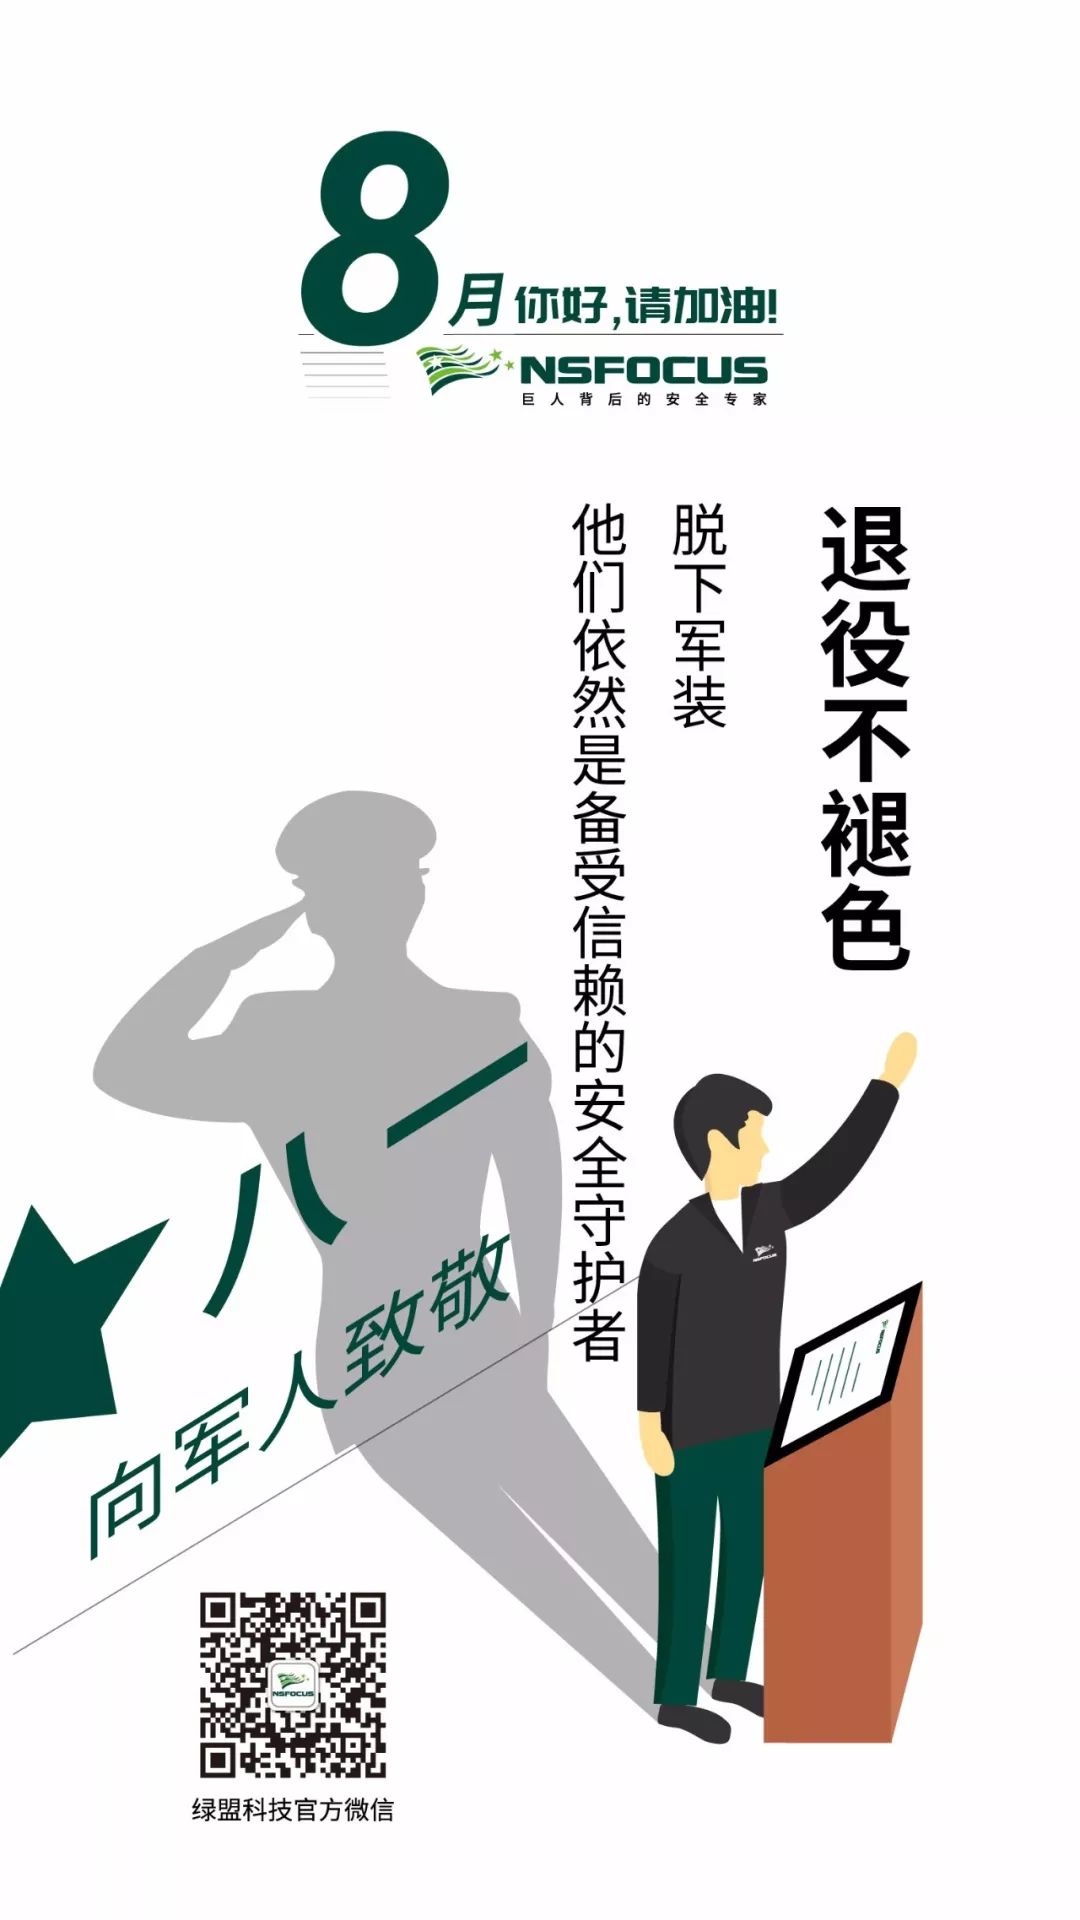 8月你好,请加油!
NSFOCUS
巨人背后的安全专家
退役不褪色
脱下军装
他们依然是备受信赖的安全守护者
八一
向军人致敬
NSFOCUS
NSFOCUS
NSFOCUS
绿盟科技官方微信